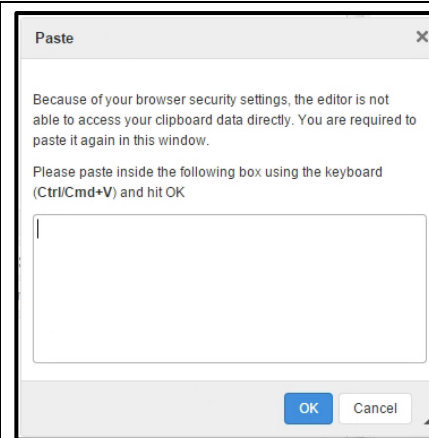 Paste ×
Because of your browser security settings, the editor is not
able to access your clipboard data directly. You are required to
paste it again in this window.
Please paste inside the following box using the keyboard
(Ctrl/Cmd+V) and hit OK
OK Cancel